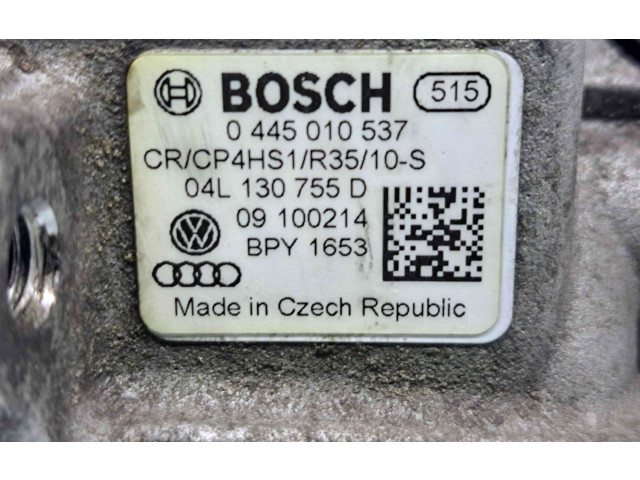 BOSCH 515
0 445 010 537
CR/CP4HS1/R35/10-S
04L 130 755 D
09 100214
BPY 1653
Made in Czech Republic